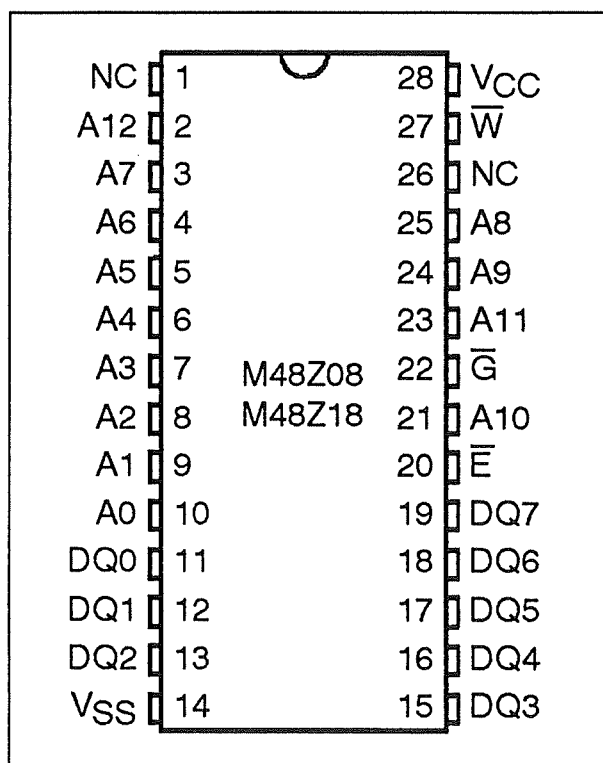 NC 1 28 VCC
A12 2 27 W̅
A7 3 26 NC
A6 4 25 A8
A5 5 24 A9
A4 6 23 A11
A3 7 M48Z08 22 G̅
A2 8 M48Z18 21 A10
A1 9 20 E̅
A0 10 19 DQ7
DQ0 11 18 DQ6
DQ1 12 17 DQ5
DQ2 13 16 DQ4
VSS 14 15 DQ3